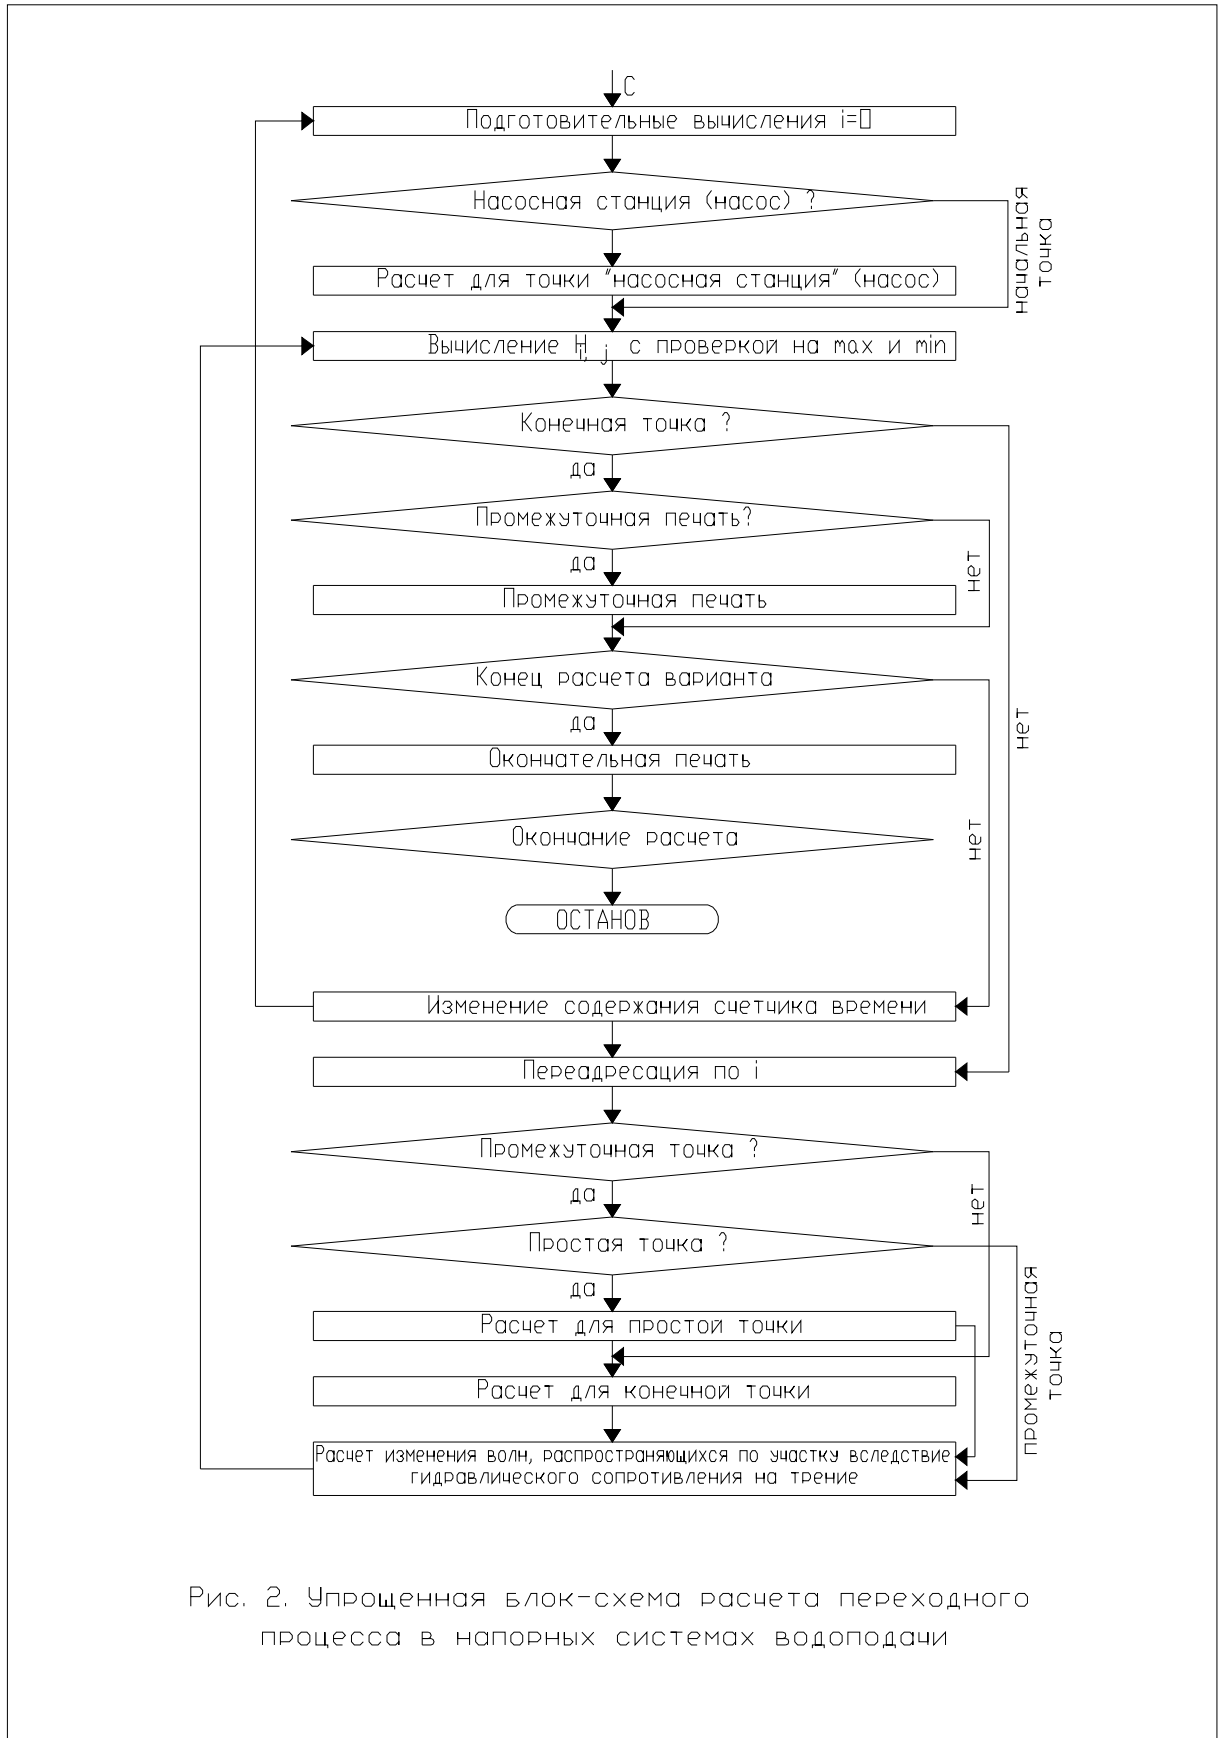 С
Подготовительные вычисления i=0
Насосная станция (насос) ?
начальная
точка
Расчет для точки "насосная станция" (насос)
Вычисление Hi, j с проверкой на max и min
Конечная точка ?
да
Промежуточная печать?
да
нет
Промежуточная печать
Конец расчета варианта
да
нет
Окончательная печать
Окончание расчета
нет
ОСТАНОВ
Изменение содержания счетчика времени
Переадресация по i
Промежуточная точка ?
да
нет
Простая точка ?
да
промежуточная
точка
Расчет для простой точки
Расчет для конечной точки
Расчет изменения волн, распространяющихся по участку вследствие
гидравлического сопротивления на трение
Рис. 2. Упрощенная блок-схема расчета переходного
процесса в напорных системах водоподачи